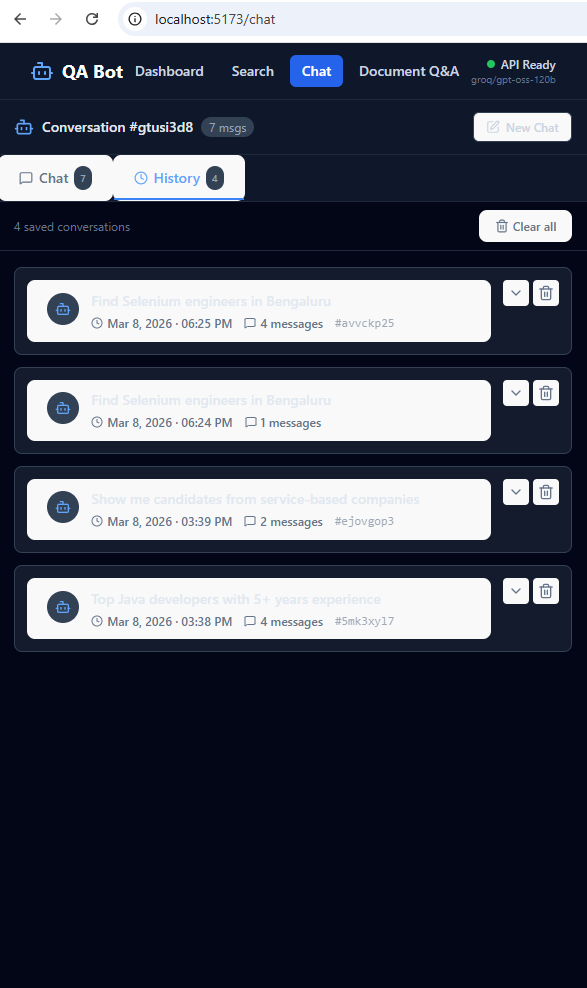 localhost:5173/chat
QA Bot Dashboard Search Chat Document Q&A API Ready
groq/gpt-oss-120b
Conversation #gtusi3d8 7 msgs New Chat
Chat 7 History 4
4 saved conversations Clear all
Find Selenium engineers in Bengaluru
Mar 8, 2026 · 06:25 PM 4 messages #avvckp25
Find Selenium engineers in Bengaluru
Mar 8, 2026 · 06:24 PM 1 messages
Show me candidates from service-based companies
Mar 8, 2026 · 03:39 PM 2 messages #ejovgop3
Top Java developers with 5+ years experience
Mar 8, 2026 · 03:38 PM 4 messages #5mk3xyl7